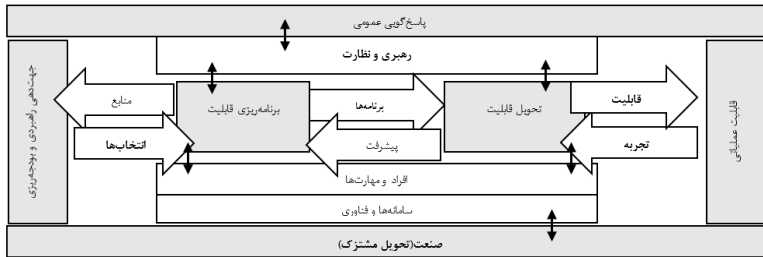 پاسخ‌گویی عمومی
رهبری و نظارت
جهت‌دهی راهبردی و بودجه‌ریزی
منابع
برنامه‌ریزی قابلیت
برنامه‌ها
تحویل قابلیت
قابلیت
قابلیت عملیاتی
انتخاب‌ها
پیشرفت
تجربه
افراد و مهارت‌ها
سامانه‌ها و فناوری
صنعت(تحویل مشترک)